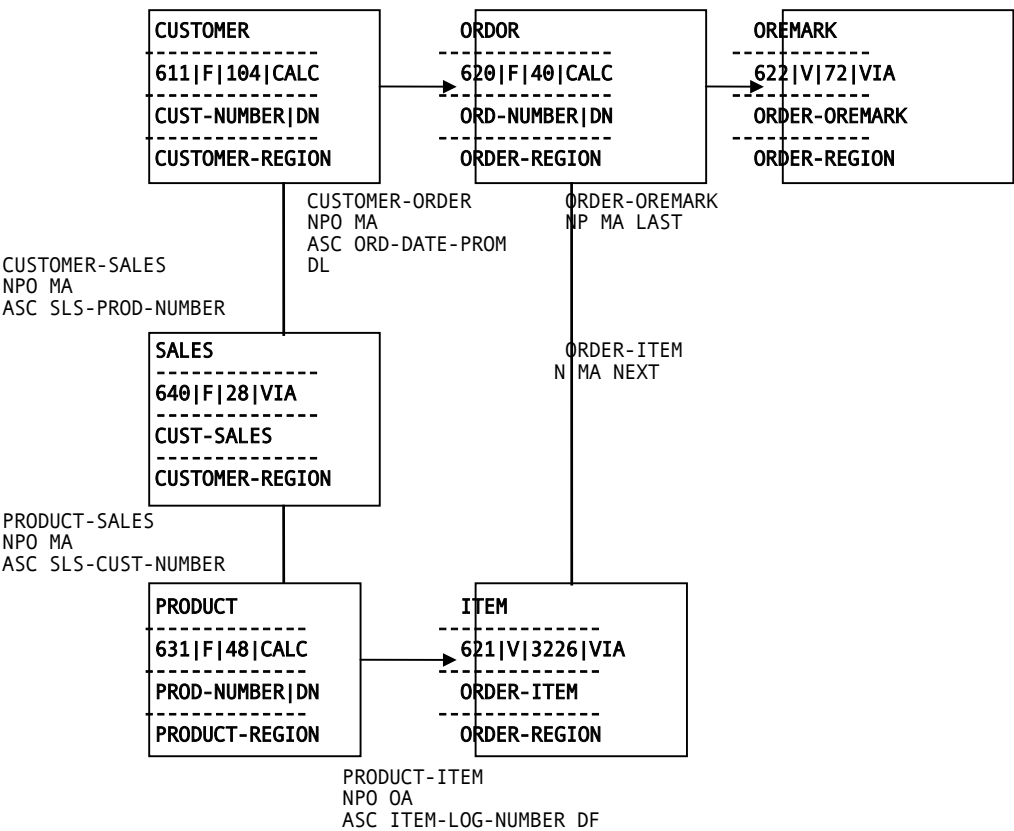 CUSTOMER
611|F|104|CALC
CUST-NUMBER|DN
CUSTOMER-REGION
ORDOR
620|F|40|CALC
ORD-NUMBER|DN
ORDER-REGION
OREMARK
622|V|72|VIA
ORDER-OREMARK
ORDER-REGION
CUSTOMER-ORDER
NPO MA
ASC ORD-DATE-PROM
DL
ORDER-OREMARK
NP MA LAST
CUSTOMER-SALES
NPO MA
ASC SLS-PROD-NUMBER
SALES
640|F|28|VIA
CUST-SALES
CUSTOMER-REGION
ORDER-ITEM
N MA NEXT
PRODUCT-SALES
NPO MA
ASC SLS-CUST-NUMBER
PRODUCT
631|F|48|CALC
PROD-NUMBER|DN
PRODUCT-REGION
ITEM
621|V|3226|VIA
ORDER-ITEM
ORDER-REGION
PRODUCT-ITEM
NPO OA
ASC ITEM-LOG-NUMBER DF